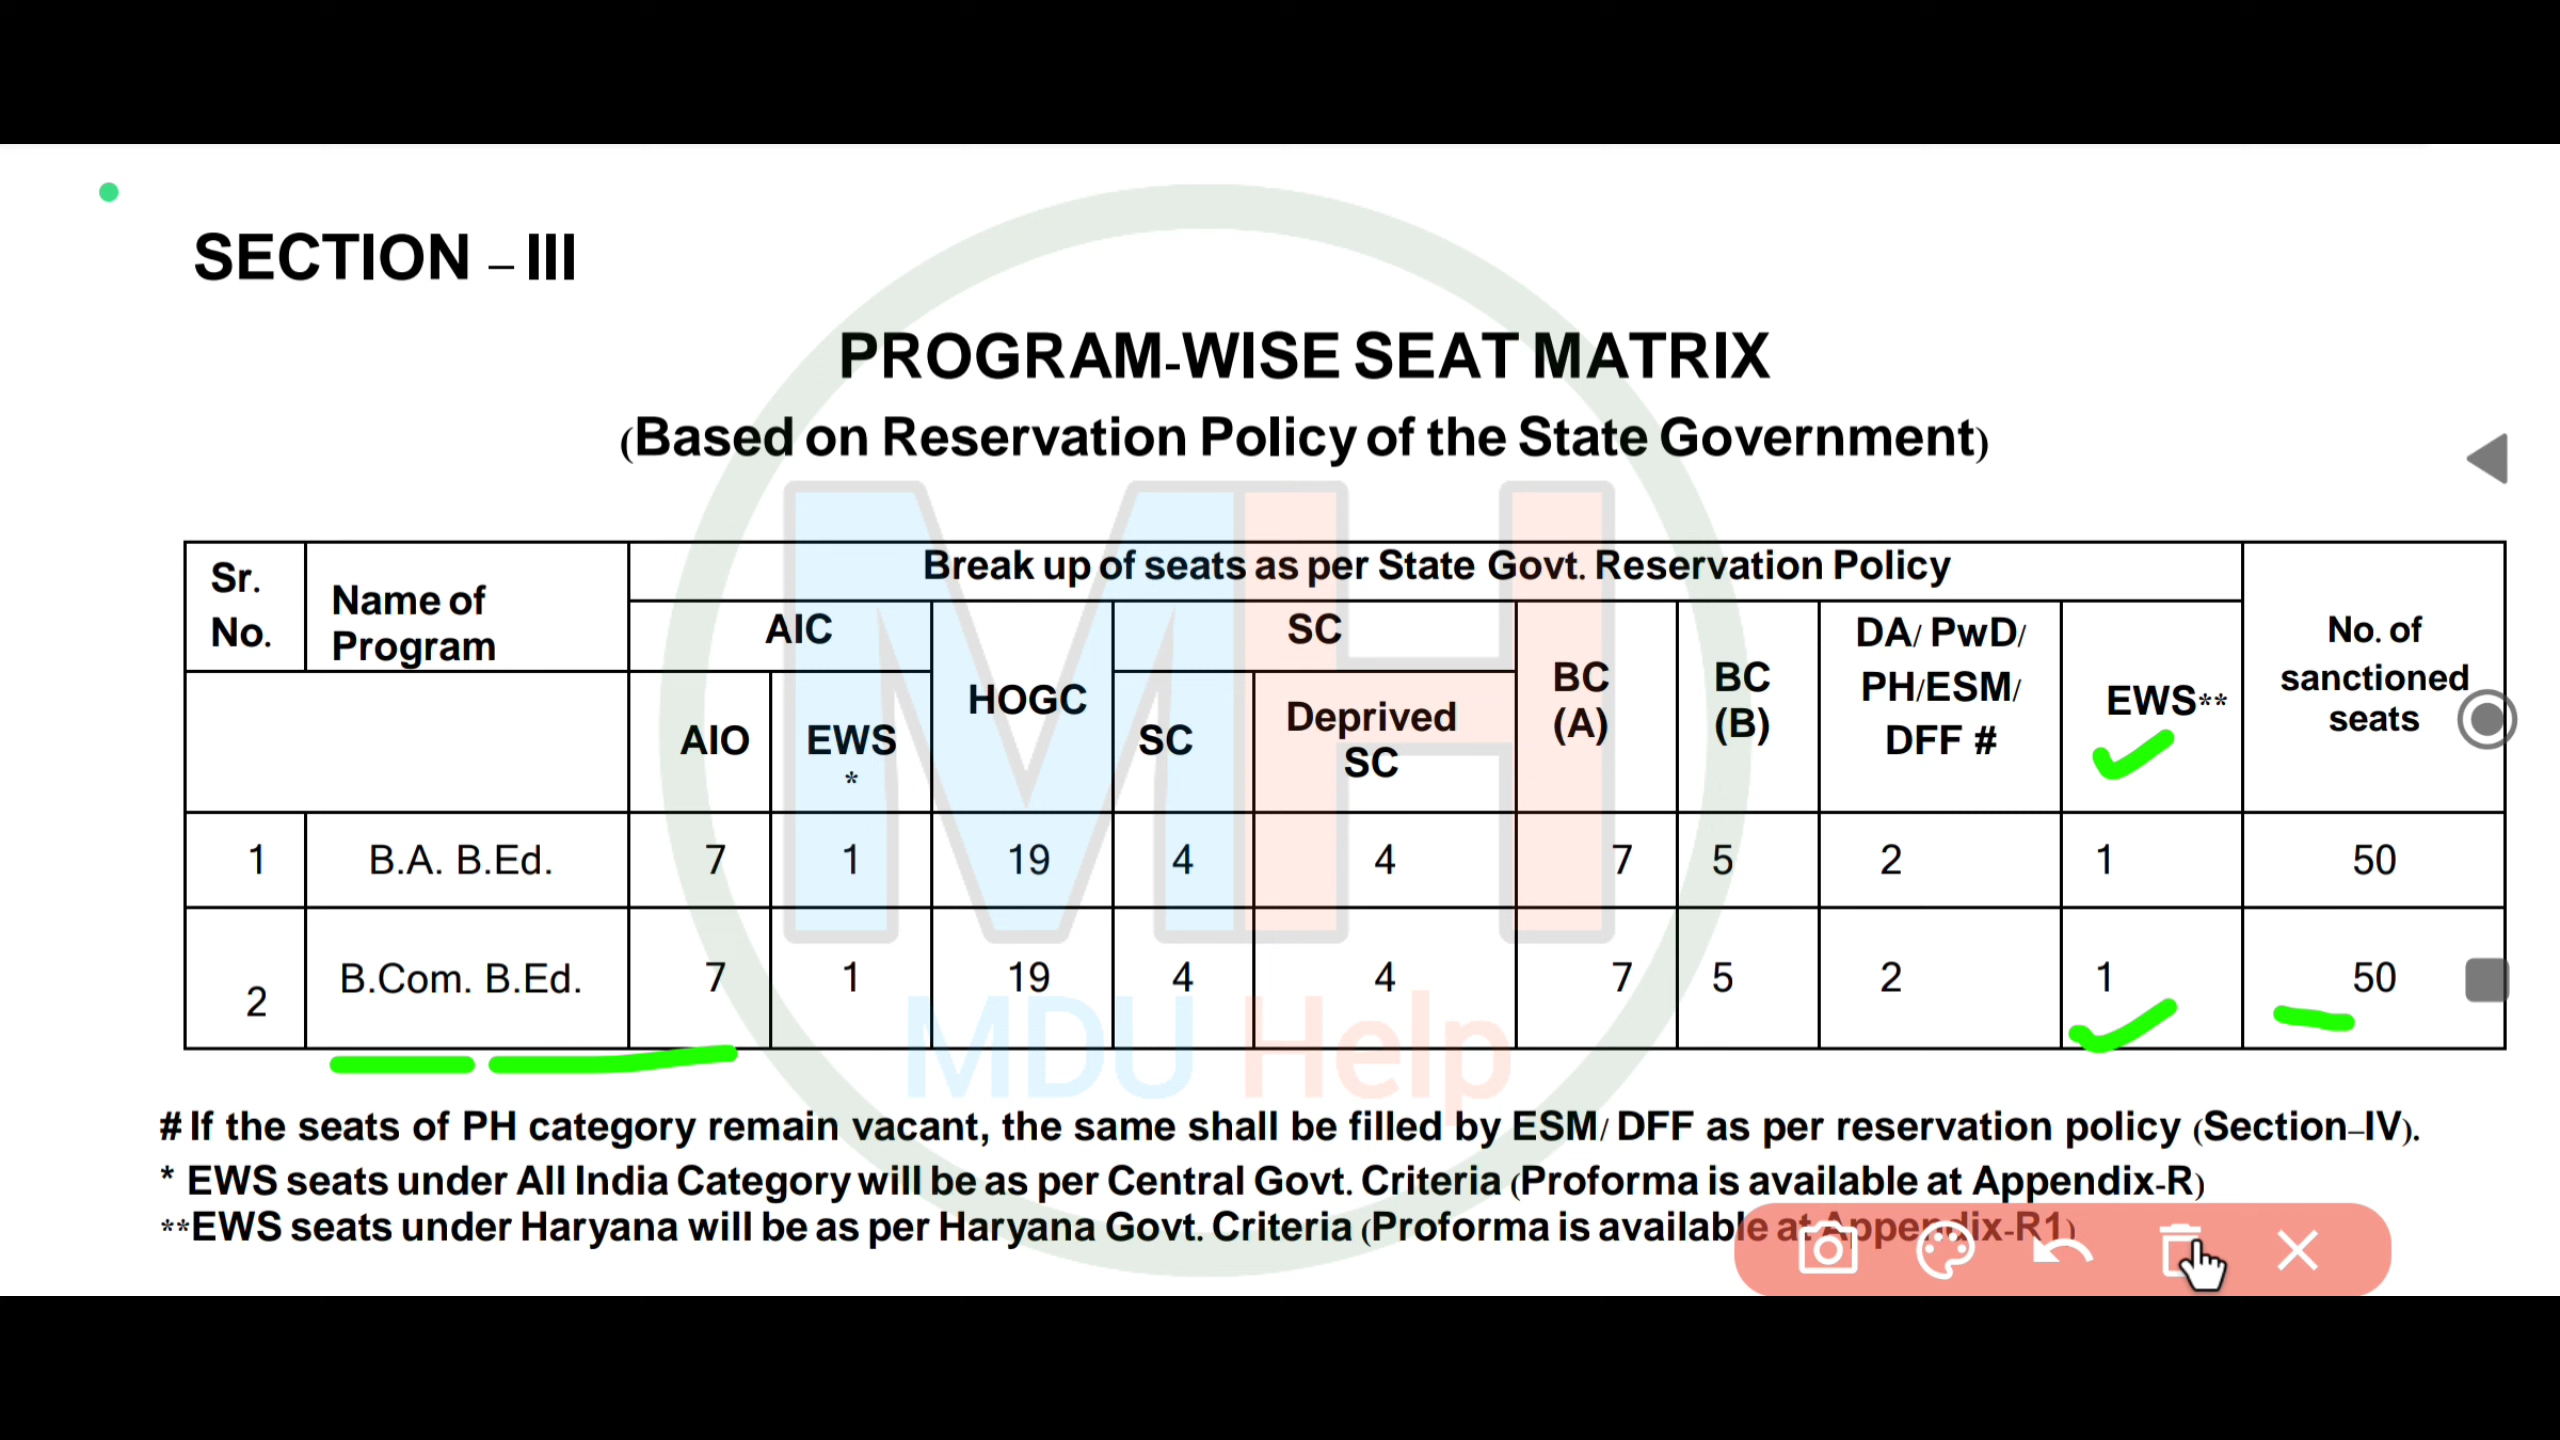 SECTION – III
PROGRAM-WISE SEAT MATRIX
(Based on Reservation Policy of the State Government)
Sr. No. Name of Program Break up of seats as per State Govt. Reservation Policy No. of sanctioned seats
AIC HOGC SC BC (A) BC (B) DA/ PwD/ PH/ESM/ DFF # EWS**
AIO EWS * SC Deprived SC
1 B.A. B.Ed. 7 1 19 4 4 7 5 2 1 50
2 B.Com. B.Ed. 7 1 19 4 4 7 5 2 1 50
MDU Help
# If the seats of PH category remain vacant, the same shall be filled by ESM/ DFF as per reservation policy (Section–IV).
* EWS seats under All India Category will be as per Central Govt. Criteria (Proforma is available at Appendix-R)
**EWS seats under Haryana will be as per Haryana Govt. Criteria (Proforma is available at Appendix-R1)
MH